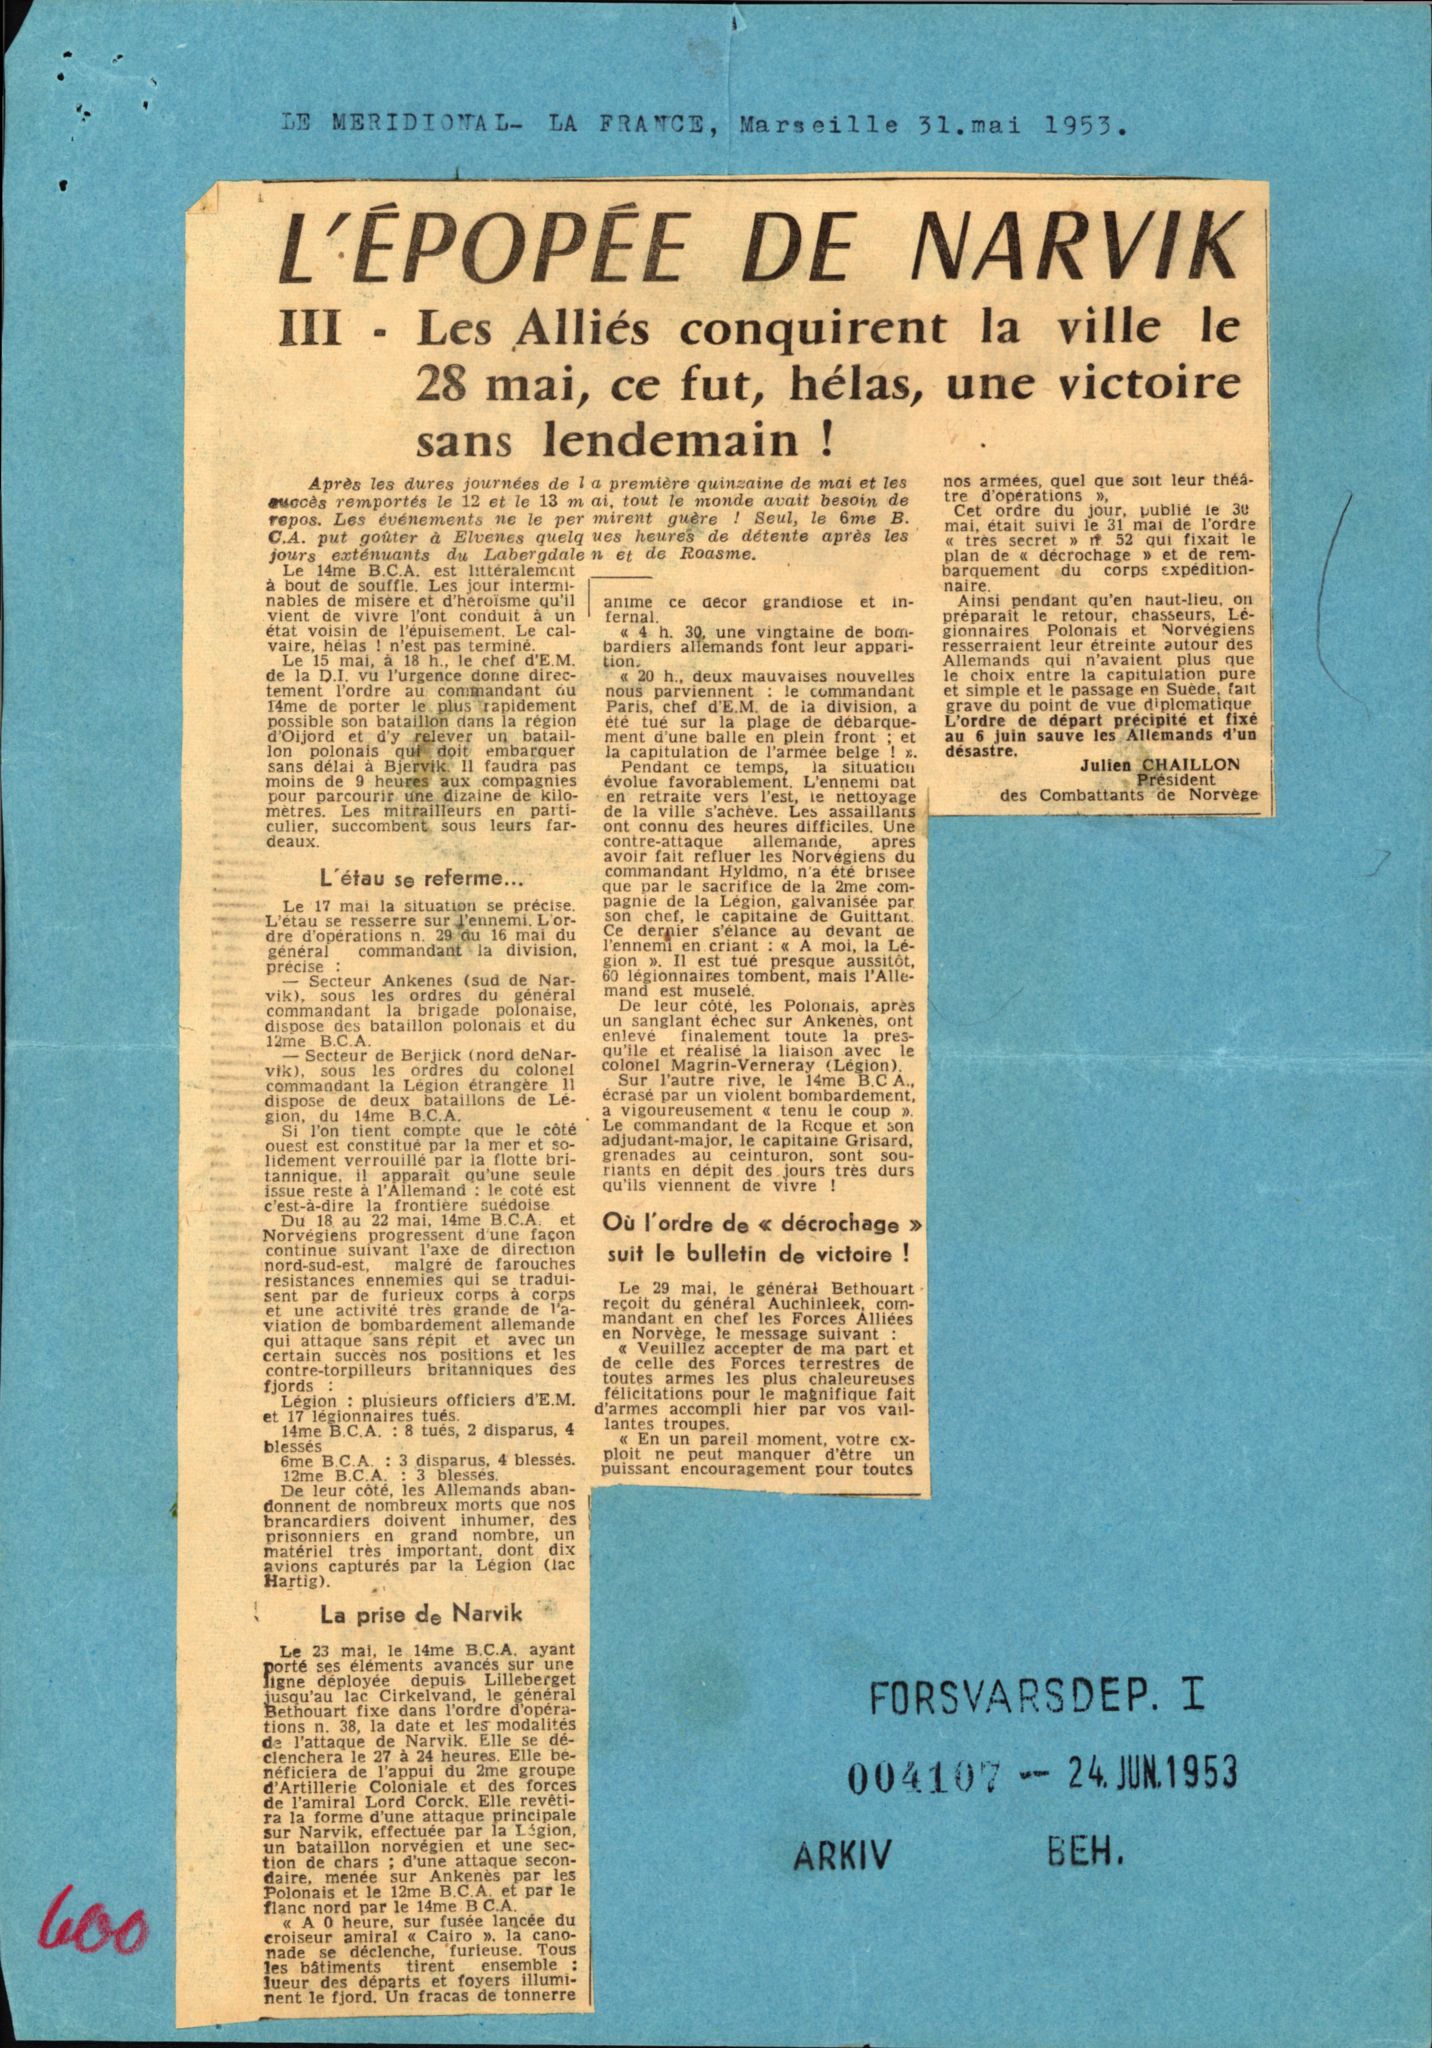 LE MERIDIONAL- LA FRANCE, Marseille 31.mai 1953.
L'ÉPOPÉE DE NARVIK
III - Les Alliés conquirent la ville le
28 mai, ce fut, hélas, une victoire
sans lendemain !
Après les dures journées de la première quinzaine de mai et les
succès remportés le 12 et le 13 mai, tout le monde avait besoin de
repos. Les événements ne le permirent guère ! Seul, le 6me B.
C.A. put goûter à Elvenes quelques heures de détente après les
jours exténuants du Labergdalen et de Roasme.
Le 14me B.C.A. est littéralement
à bout de souffle. Les jour intermi-
nables de misère et d'héroïsme qu'il
vient de vivre l'ont conduit à un
état voisin de l'épuisement. Le cal-
vaire, hélas ! n'est pas terminé.
Le 15 mai, à 18 h., le chef d'E.M.
de la D.I. vu l'urgence donne direc-
tement l'ordre au commandant du
14me de porter le plus rapidement
possible son bataillon dans la région
d'Oijord et d'y relever un batail-
lon polonais qui doit embarquer
sans délai à Bjervik. Il faudra pas
moins de 9 heures aux compagnies
pour parcourir une dizaine de kilo-
mètres. Les mitrailleurs en parti-
culier, succombent sous leurs far-
deaux.
L'étau se referme...
Le 17 mai la situation se précise.
L'étau se resserre sur l'ennemi. L'or-
dre d'opérations n. 29 du 16 mai du
général commandant la division,
précise :
— Secteur Ankenes (sud de Nar-
vik), sous les ordres du général
commandant la brigade polonaise,
dispose des bataillon polonais et du
12me B.C.A.
— Secteur de Berjick (nord deNar-
vik), sous les ordres du colonel
commandant la Légion étrangère Il
dispose de deux bataillons de Lé-
gion, du 14me B.C.A.
Si l'on tient compte que le côté
ouest est constitué par la mer et so-
lidement verrouillé par la flotte bri-
tannique, il apparaît qu'une seule
issue reste à l'Allemand : le coté est
c'est-à-dire la frontière suédoise
Du 18 au 22 mai, 14me B.C.A. et
Norvégiens progressent d'une façon
continue suivant l'axe de direction
nord-sud-est, malgré de farouches
résistances ennemies qui se tradui-
sent par de furieux corps à corps
et une activité très grande de l'a-
viation de bombardement allemande
qui attaque sans répit et avec un
certain succès nos positions et les
contre-torpilleurs britanniques des
fjords :
Légion : plusieurs officiers d'E.M.
et 17 légionnaires tués.
14me B.C.A. : 8 tués, 2 disparus, 4
blessés
6me B.C.A. : 3 disparus, 4 blessés.
12me B.C.A. : 3 blessés.
De leur côté, les Allemands aban-
donnent de nombreux morts que nos
brancardiers doivent inhumer, des
prisonniers en grand nombre, un
matériel très important, dont dix
avions capturés par la Légion (lac
Hartig).
La prise de Narvik
Le 23 mai, le 14me B.C.A. ayant
porté ses éléments avancés sur une
ligne déployée depuis Lilleberget
jusqu'au lac Cirkelvand, le général
Bethouart fixe dans l'ordre d'opéra-
tions n. 38, la date et les modalités
de l'attaque de Narvik. Elle se dé-
clenchera le 27 à 24 heures. Elle bé-
néficiera de l'appui du 2me groupe
d'Artillerie Coloniale et des forces
de l'amiral Lord Corck. Elle revêti-
ra la forme d'une attaque principale
sur Narvik, effectuée par la Légion,
un bataillon norvégien et une sec-
tion de chars ; d'une attaque secon-
daire, menée sur Ankenès par les
Polonais et le 12me B.C.A. et par le
flanc nord par le 14me B C.A.
« A 0 heure, sur fusée lancée du
croiseur amiral « Cairo », la cano-
nade se déclenche, furieuse. Tous
les bâtiments tirent ensemble :
lueur des départs et foyers illumi-
nent le fjord. Un fracas de tonnerre
anime ce décor grandiose et in-
fernal.
« 4 h. 30, une vingtaine de bom-
bardiers allemands font leur appari-
tion.
« 20 h., deux mauvaises nouvelles
nous parviennent : le commandant
Paris, chef d'E.M. de la division, a
été tué sur la plage de débarque-
ment d'une balle en plein front ; et
la capitulation de l'armée belge ! ».
Pendant ce temps, la situation
évolue favorablement. L'ennemi bat
en retraite vers l'est, le nettoyage
de la ville s'achève. Les assaillants
ont connu des heures difficiles. Une
contre-attaque allemande, après
avoir fait refluer les Norvégiens du
commandant Hyldmo, n'a été brisée
que par le sacrifice de la 2me com-
pagnie de la Légion, galvanisée par
son chef, le capitaine de Guittant.
Ce dernier s'élance au devant de
l'ennemi en criant : « A moi, la Lé-
gion ». Il est tué presque aussitôt,
60 légionnaires tombent, mais l'Alle-
mand est muselé.
De leur côté, les Polonais, après
un sanglant échec sur Ankenès, ont
enlevé finalement toute la pres-
qu'île et réalisé la liaison avec le
colonel Magrin-Verneray (Légion).
Sur l'autre rive, le 14me B.C A.,
écrasé par un violent bombardement,
a vigoureusement « tenu le coup ».
Le commandant de la Roque et son
adjudant-major, le capitaine Grisard,
grenades au ceinturon, sont sou-
riants en dépit des jours très durs
qu'ils viennent de vivre !
Où l'ordre de « décrochage »
suit le bulletin de victoire !
Le 29 mai, le général Bethouart
reçoit du général Auchinleek, com-
mandant en chef les Forces Alliées
en Norvège, le message suivant :
« Veuillez accepter de ma part et
de celle des Forces terrestres de
toutes armes les plus chaleureuses
félicitations pour le magnifique fait
d'armes accompli hier par vos vail-
lantes troupes.
« En un pareil moment, votre ex-
ploit ne peut manquer d'être un
puissant encouragement pour toutes
nos armées, quel que soit leur théâ-
tre d'opérations ».
Cet ordre du jour, publié le 30
mai, était suivi le 31 mai de l'ordre
« très secret » n. 52 qui fixait le
plan de « décrochage » et de rem-
barquement du corps expédition-
naire.
Ainsi pendant qu'en haut-lieu, on
préparait le retour, chasseurs, Lé-
gionnaires Polonais et Norvégiens
resserraient leur étreinte autour des
Allemands qui n'avaient plus que
le choix entre la capitulation pure
et simple et le passage en Suède, fait
grave du point de vue diplomatique
L'ordre de départ précipité et fixé
au 6 juin sauve les Allemands d'un
désastre.
Julien CHAILLON
Président
des Combattants de Norvège
FORSVARSDEP. I
004107 -- 24. JUN. 1953
ARKIV BEH.
600